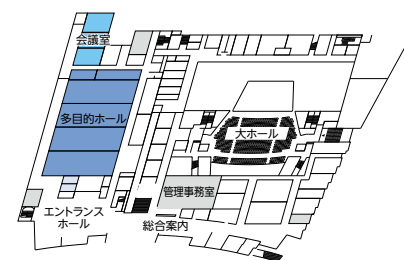 会議室
多目的ホール
大ホール
管理事務室
エントランス
ホール
総合案内